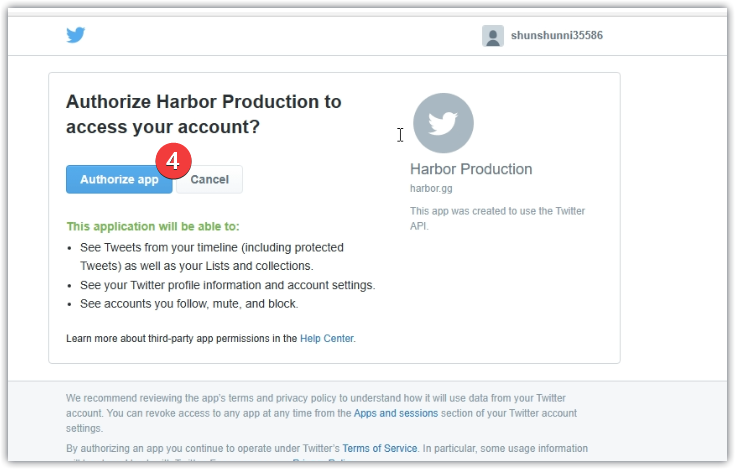 shunshunni35586
Authorize Harbor Production to
access your account?
4
Authorize app
Cancel
Harbor Production
harbor.gg
This app was created to use the Twitter
API.
This application will be able to:
• See Tweets from your timeline (including protected
Tweets) as well as your Lists and collections.
• See your Twitter profile information and account settings.
• See accounts you follow, mute, and block.
Learn more about third-party app permissions in the Help Center.
We recommend reviewing the app's terms and privacy policy to understand how it will use data from your Twitter
account. You can revoke access to any app at any time from the Apps and sessions section of your Twitter account
settings.
By authorizing an app you continue to operate under Twitter's Terms of Service. In particular, some usage information